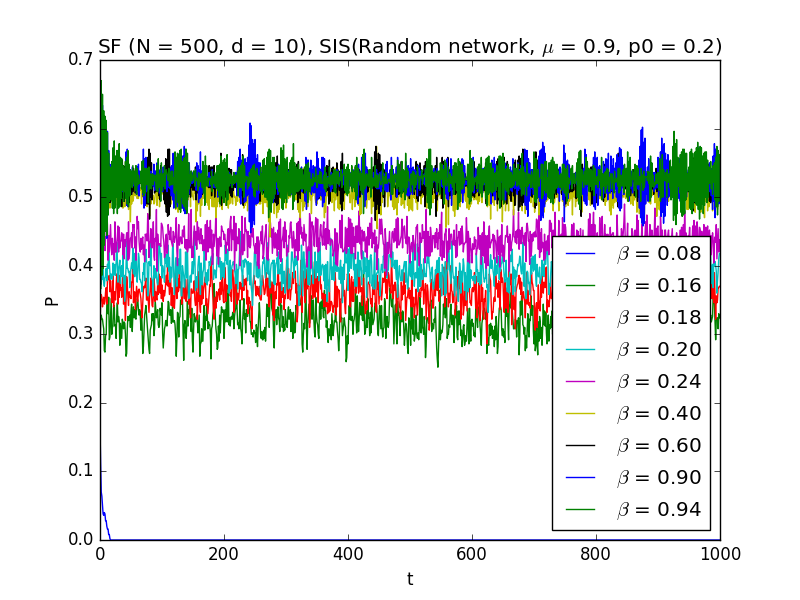 SF (N = 500, d = 10), SIS(Random network, μ = 0.9, p0 = 0.2)
0.7
0.6
0.5
0.4
0.3
0.2
0.1
0.0
P
β = 0.08
β = 0.16
β = 0.18
β = 0.20
β = 0.24
β = 0.40
β = 0.60
β = 0.90
β = 0.94
0 200 400 600 800 1000
t